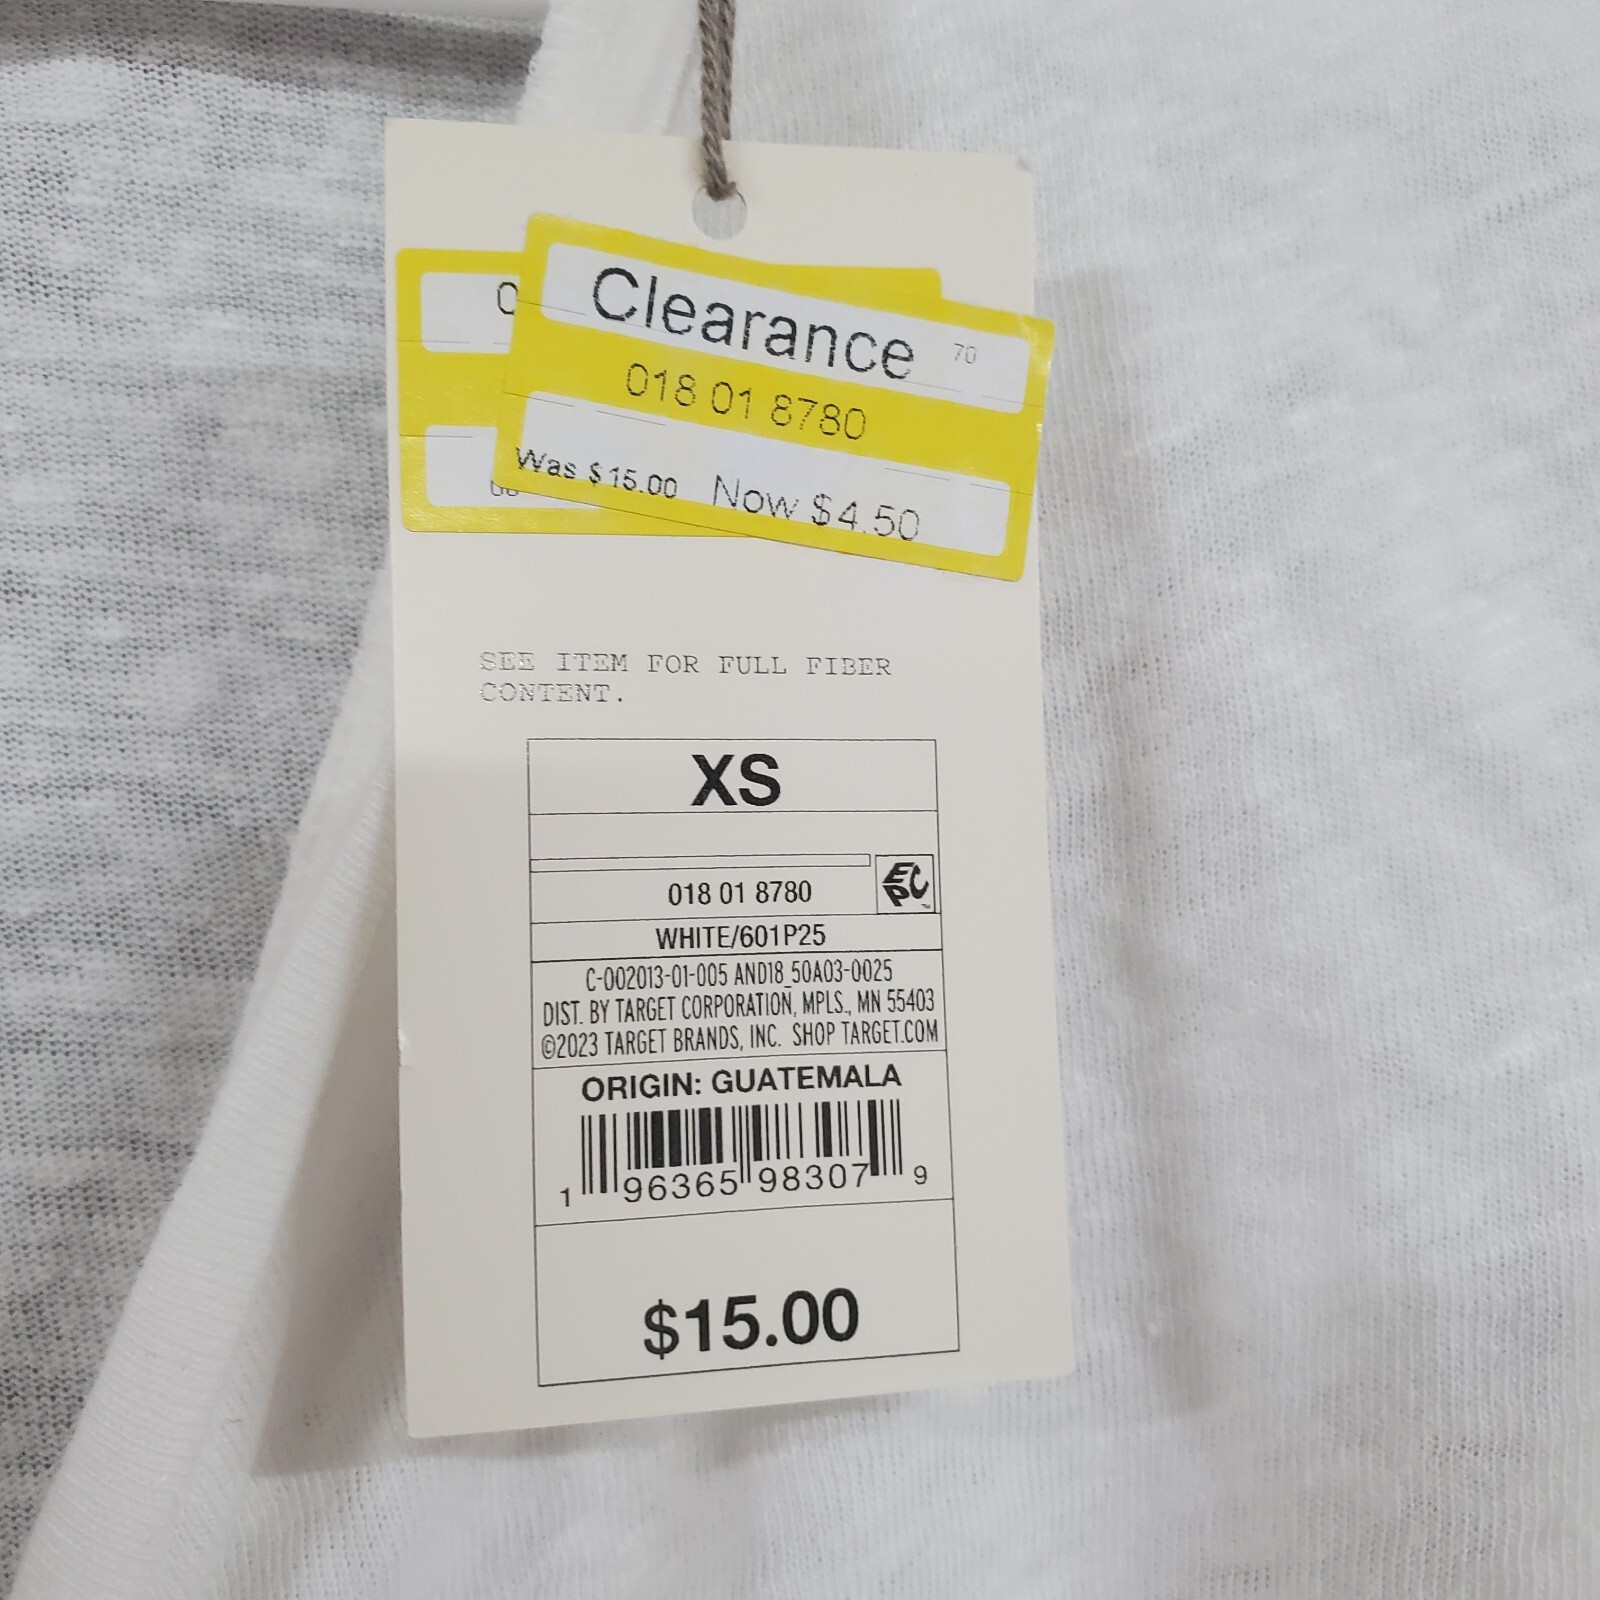 Clearance 70
018 01 8780
Was $15.00 Now $4.50
SEE ITEM FOR FULL FIBER
CONTENT.
XS
018 01 8780
EPC
WHITE/601P25
C-002013-01-005 AND18_50A03-0025
DIST. BY TARGET CORPORATION, MPLS., MN 55403
©2023 TARGET BRANDS, INC. SHOP TARGET.COM
ORIGIN: GUATEMALA
1 96365 98307 9
$15.00